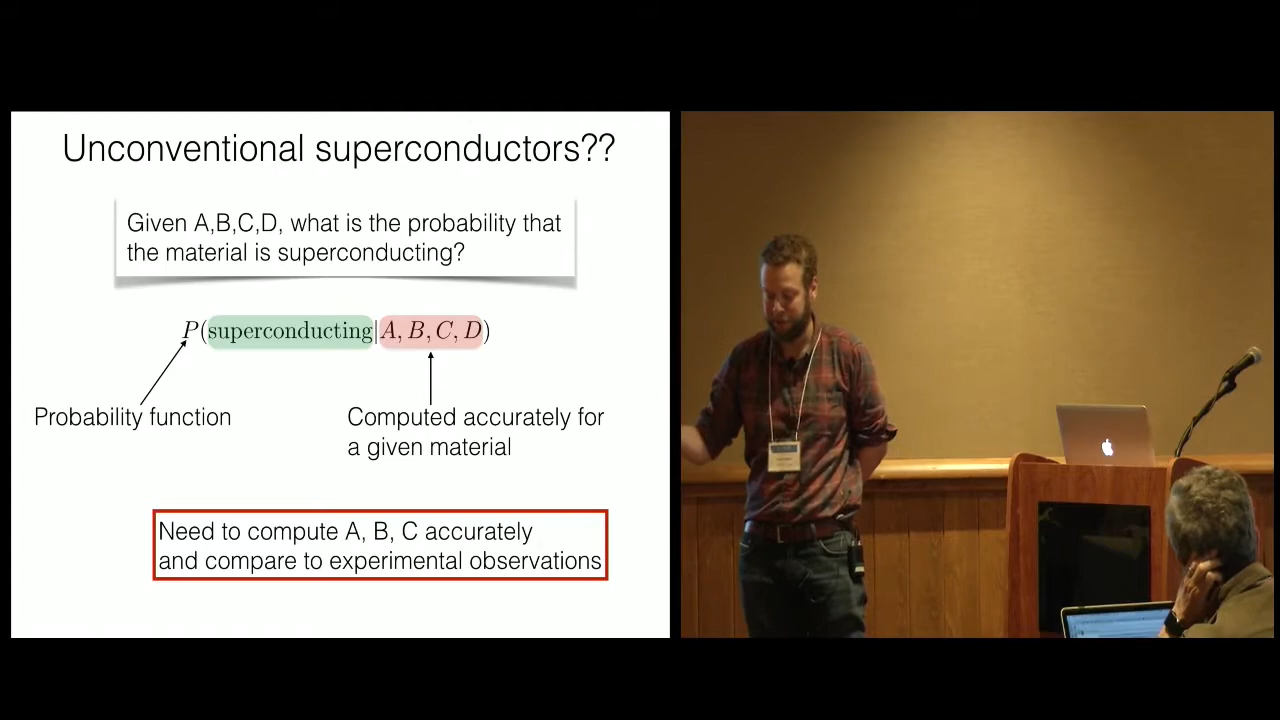 Unconventional superconductors??
Given A,B,C,D, what is the probability that
the material is superconducting?
P(superconducting|A, B, C, D)
Probability function
Computed accurately for
a given material
Need to compute A, B, C accurately
and compare to experimental observations